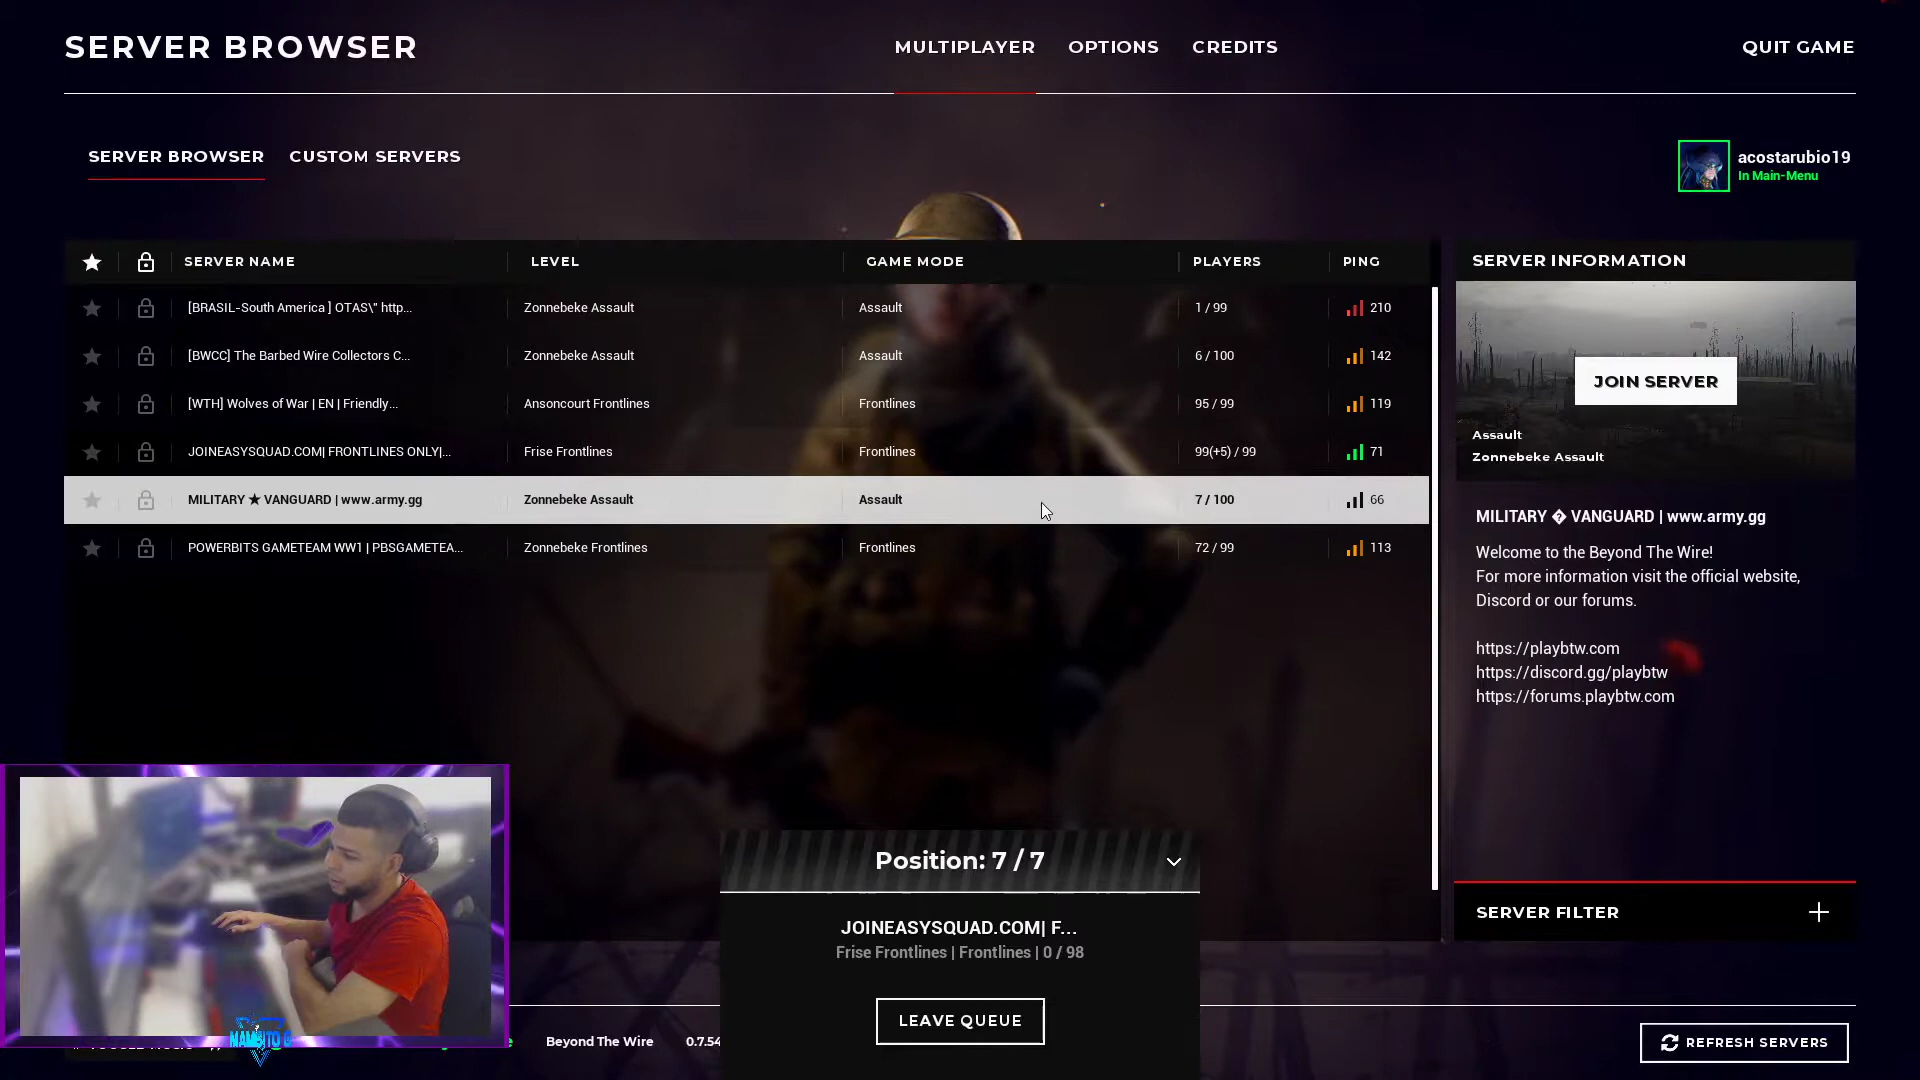 SERVER BROWSER
MULTIPLAYER
OPTIONS
CREDITS
QUIT GAME
SERVER BROWSER
CUSTOM SERVERS
acostarubio19
In Main-Menu
SERVER NAME LEVEL GAME MODE PLAYERS PING
[BRASIL-South America ] OTAS\" http... Zonnebeke Assault Assault 1 / 99 210
[BWCC] The Barbed Wire Collectors C... Zonnebeke Assault Assault 6 / 100 142
[WTH] Wolves of War | EN | Friendly... Ansoncourt Frontlines Frontlines 95 / 99 119
JOINEASYSQUAD.COM| FRONTLINES ONLY|... Frise Frontlines Frontlines 99(+5) / 99 71
MILITARY ★ VANGUARD | www.army.gg Zonnebeke Assault Assault 7 / 100 66
POWERBITS GAMETEAM WW1 | PBSGAMETEA... Zonnebeke Frontlines Frontlines 72 / 99 113
SERVER INFORMATION
JOIN SERVER
Assault
Zonnebeke Assault
MILITARY � VANGUARD | www.army.gg
Welcome to the Beyond The Wire!
For more information visit the official website,
Discord or our forums.
https://playbtw.com
https://discord.gg/playbtw
https://forums.playbtw.com
SERVER FILTER
Position: 7 / 7
JOINEASYSQUAD.COM| F...
Frise Frontlines | Frontlines | 0 / 98
LEAVE QUEUE
Beyond The Wire 0.7.54
REFRESH SERVERS